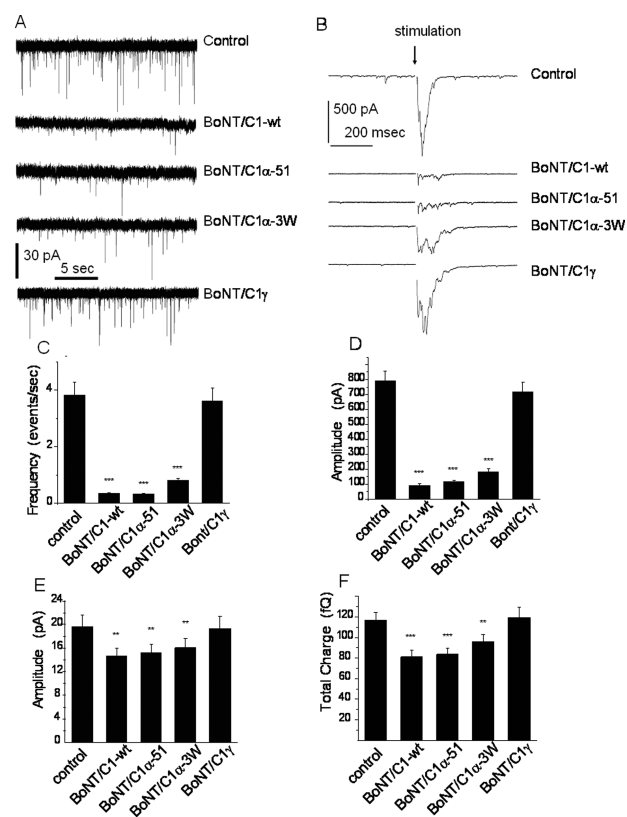 A
Control
BoNT/C1-wt
BoNT/C1α-51
BoNT/C1α-3W
30 pA
5 sec
BoNT/C1γ
B
stimulation
Control
500 pA
200 msec
BoNT/C1-wt
BoNT/C1α-51
BoNT/C1α-3W
BoNT/C1γ
C
Frequency (events/sec)
4
2
0
***
***
***
control
BoNT/C1-wt
BoNT/C1α-51
BoNT/C1α-3W
Bont/C1γ
D
Amplitude (pA)
800
700
600
500
400
300
200
100
0
***
***
***
control
BoNT/C1-wt
BoNT/C1α-51
BoNT/C1α-3W
Bont/C1γ
E
Amplitude (pA)
24
20
16
12
8
4
0
**
**
**
control
BoNT/C1-wt
BoNT/C1α-51
BoNT/C1α-3W
BoNT/C1γ
F
Total Charge (fQ)
120
100
80
60
40
20
***
***
**
control
BoNT/C1-wt
BoNT/C1α-51
BoNT/C1α-3W
BoNT/C1γ